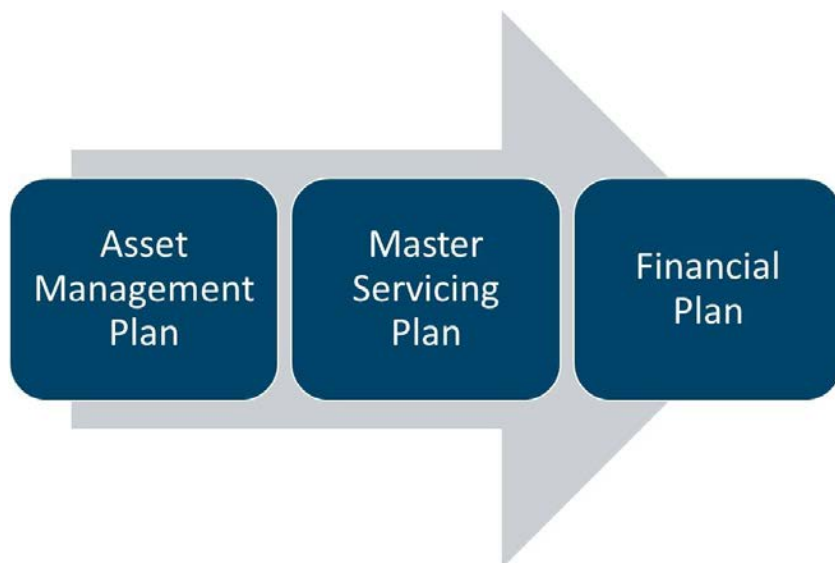 Asset
Management
Plan
Master
Servicing
Plan
Financial
Plan